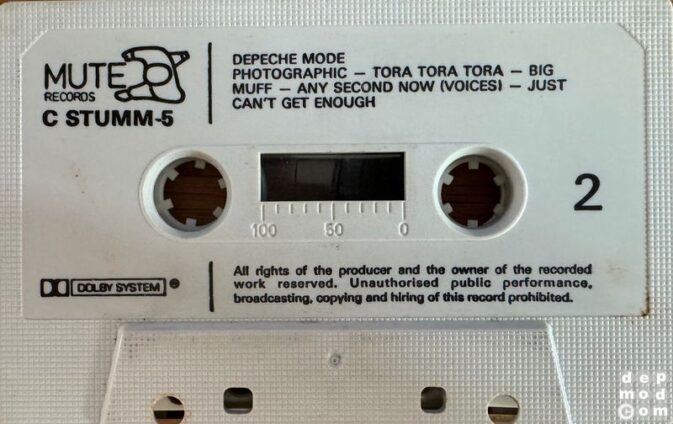 MUTE
RECORDS
C STUMM-5
DEPECHE MODE
PHOTOGRAPHIC — TORA TORA TORA — BIG
MUFF — ANY SECOND NOW (VOICES) — JUST
CAN'T GET ENOUGH
2
100 50 0
DOLBY SYSTEM ®
All rights of the producer and the owner of the recorded
work reserved. Unauthorised public performance,
broadcasting, copying and hiring of this record prohibited.
dep
mod
©om